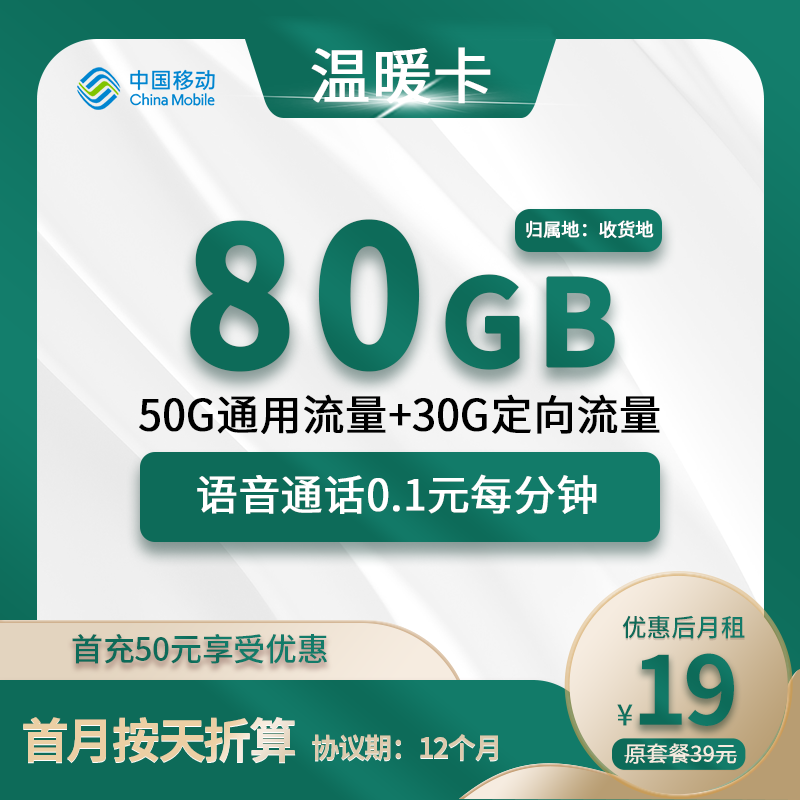 中国移动
China Mobile
温暖卡
归属地：收货地
80GB
50G通用流量+30G定向流量
语音通话0.1元每分钟
首充50元享受优惠
首月按天折算 协议期：12个月
优惠后月租
¥19
原套餐39元